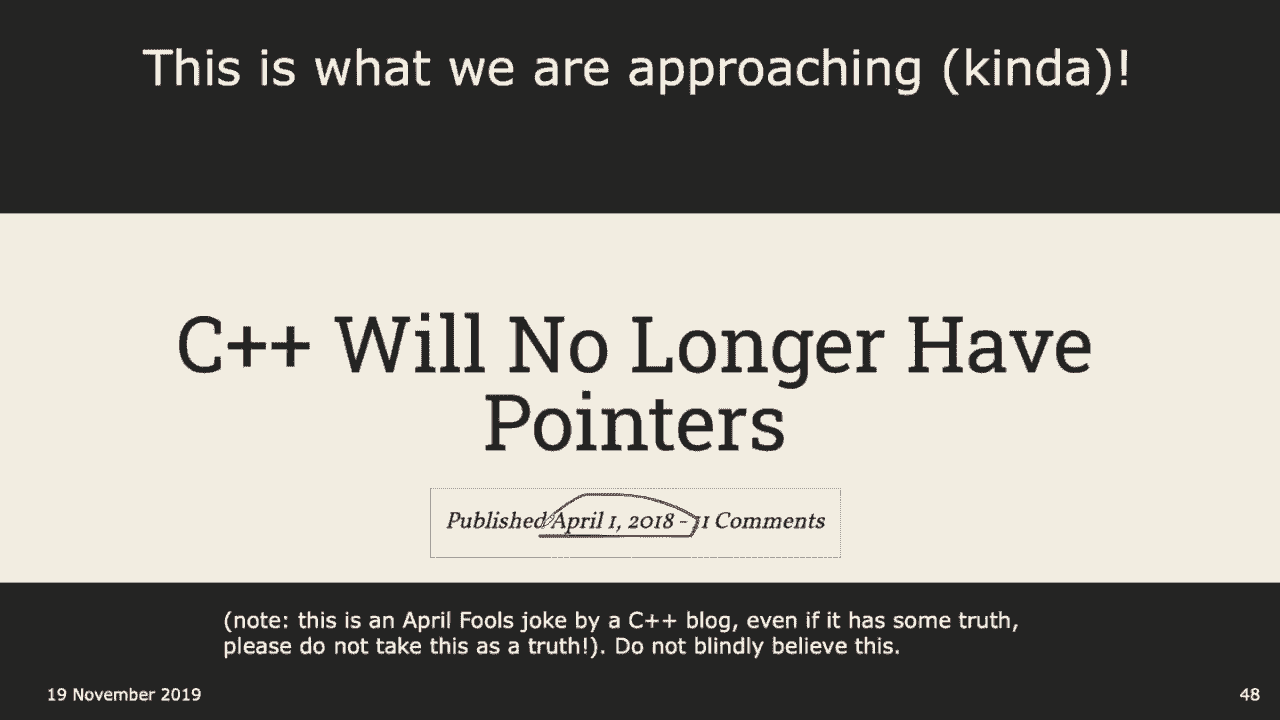 This is what we are approaching (kinda)!
C++ Will No Longer Have
Pointers
Published April 1, 2018 - 11 Comments
(note: this is an April Fools joke by a C++ blog, even if it has some truth,
please do not take this as a truth!). Do not blindly believe this.
19 November 2019
48